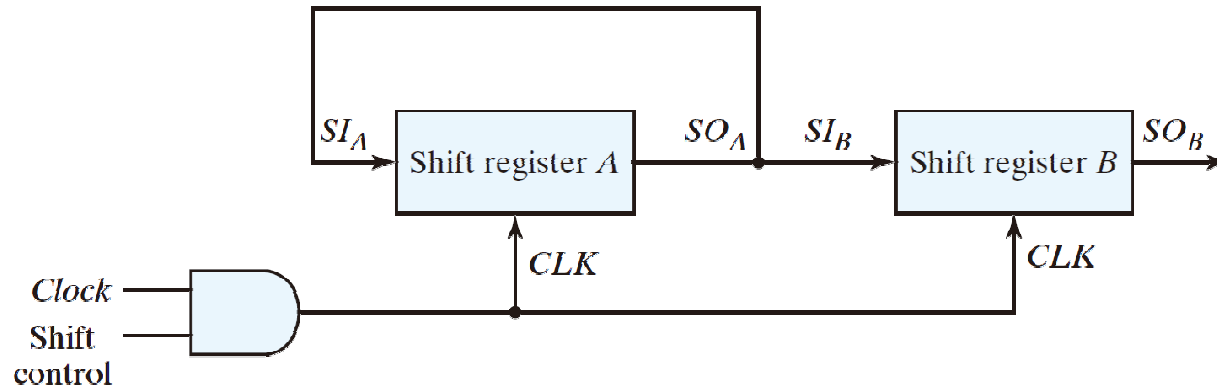 SI_A
SO_A
SI_B
SO_B
Shift register A
Shift register B
CLK
CLK
Clock
Shift
control